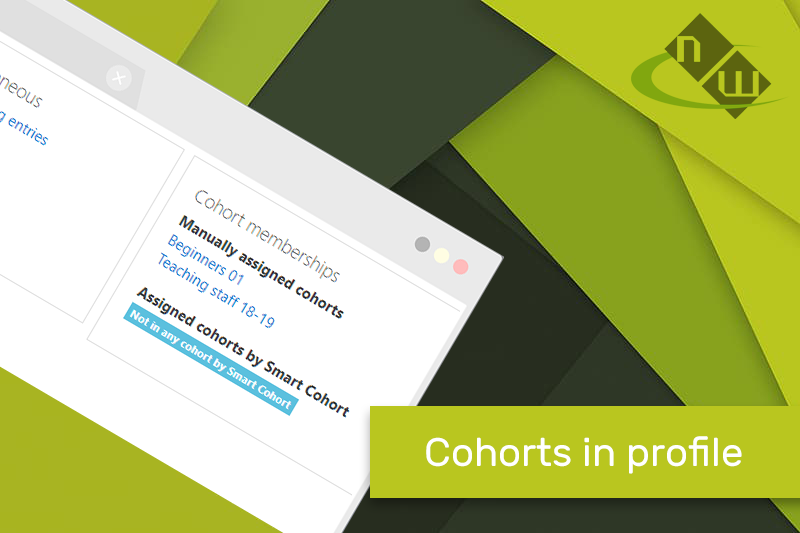 n
w
neous
g entries
Cohort memberships
Manually assigned cohorts
Beginners 01
Teaching staff 18-19
Assigned cohorts by Smart Cohort
Not in any cohort by Smart Cohort
Cohorts in profile